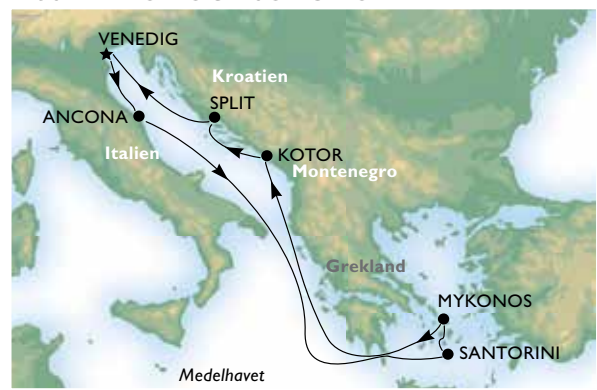 VENEDIG
Kroatien
SPLIT
ANCONA
Italien
KOTOR
Montenegro
Grekland
MYKONOS
SANTORINI
Medelhavet